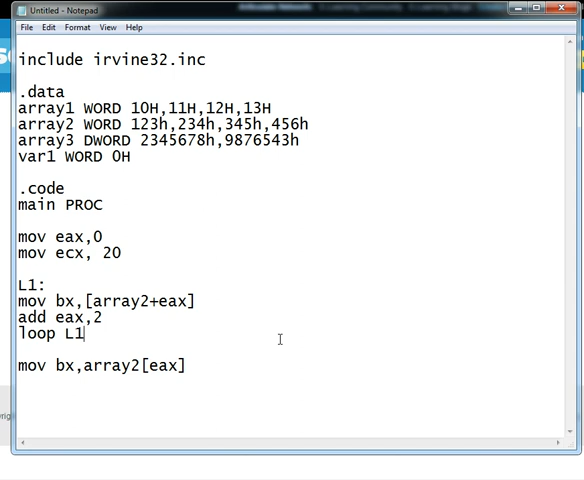 Untitled - Notepad
File Edit Format View Help
include irvine32.inc
.data
array1 WORD 10H,11H,12H,13H
array2 WORD 123h,234h,345h,456h
array3 DWORD 2345678h,9876543h
var1 WORD 0H
.code
main PROC
mov eax,0
mov ecx, 20
L1:
mov bx,[array2+eax]
add eax,2
loop L1
mov bx,array2[eax]